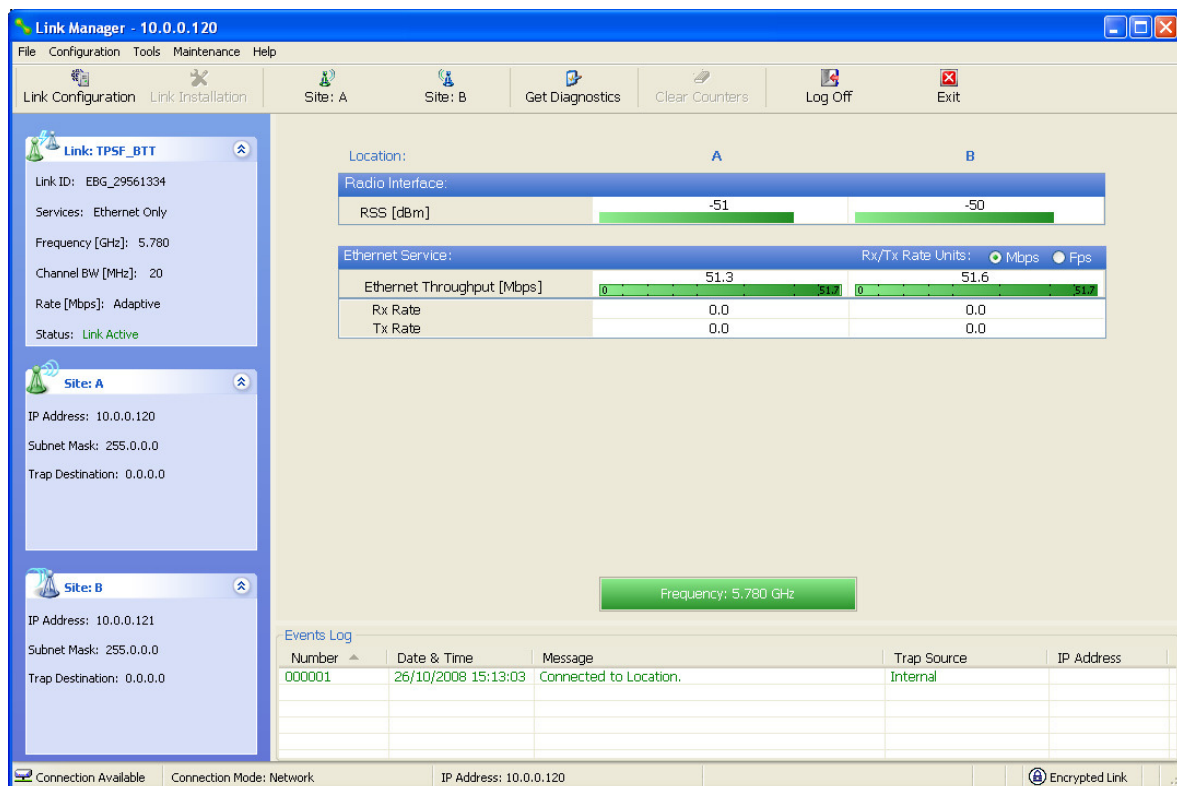 Link Manager - 10.0.0.120
File Configuration Tools Maintenance Help
Link Configuration Link Installation Site: A Site: B Get Diagnostics Clear Counters Log Off Exit
Link: TPSF_BTT
Link ID: EBG_29561334
Services: Ethernet Only
Frequency [GHz]: 5.780
Channel BW [MHz]: 20
Rate [Mbps]: Adaptive
Status: Link Active
Site: A
IP Address: 10.0.0.120
Subnet Mask: 255.0.0.0
Trap Destination: 0.0.0.0
Site: B
IP Address: 10.0.0.121
Subnet Mask: 255.0.0.0
Trap Destination: 0.0.0.0
Location: A B
Radio Interface:
RSS [dBm] -51 -50
Ethernet Service: Rx/Tx Rate Units: Mbps Fps
Ethernet Throughput [Mbps] 51.3 51.6
0 51.7 0 51.7
Rx Rate 0.0 0.0
Tx Rate 0.0 0.0
Frequency: 5.780 GHz
Events Log
Number Date & Time Message Trap Source IP Address
000001 26/10/2008 15:13:03 Connected to Location. Internal
Connection Available Connection Mode: Network IP Address: 10.0.0.120 Encrypted Link